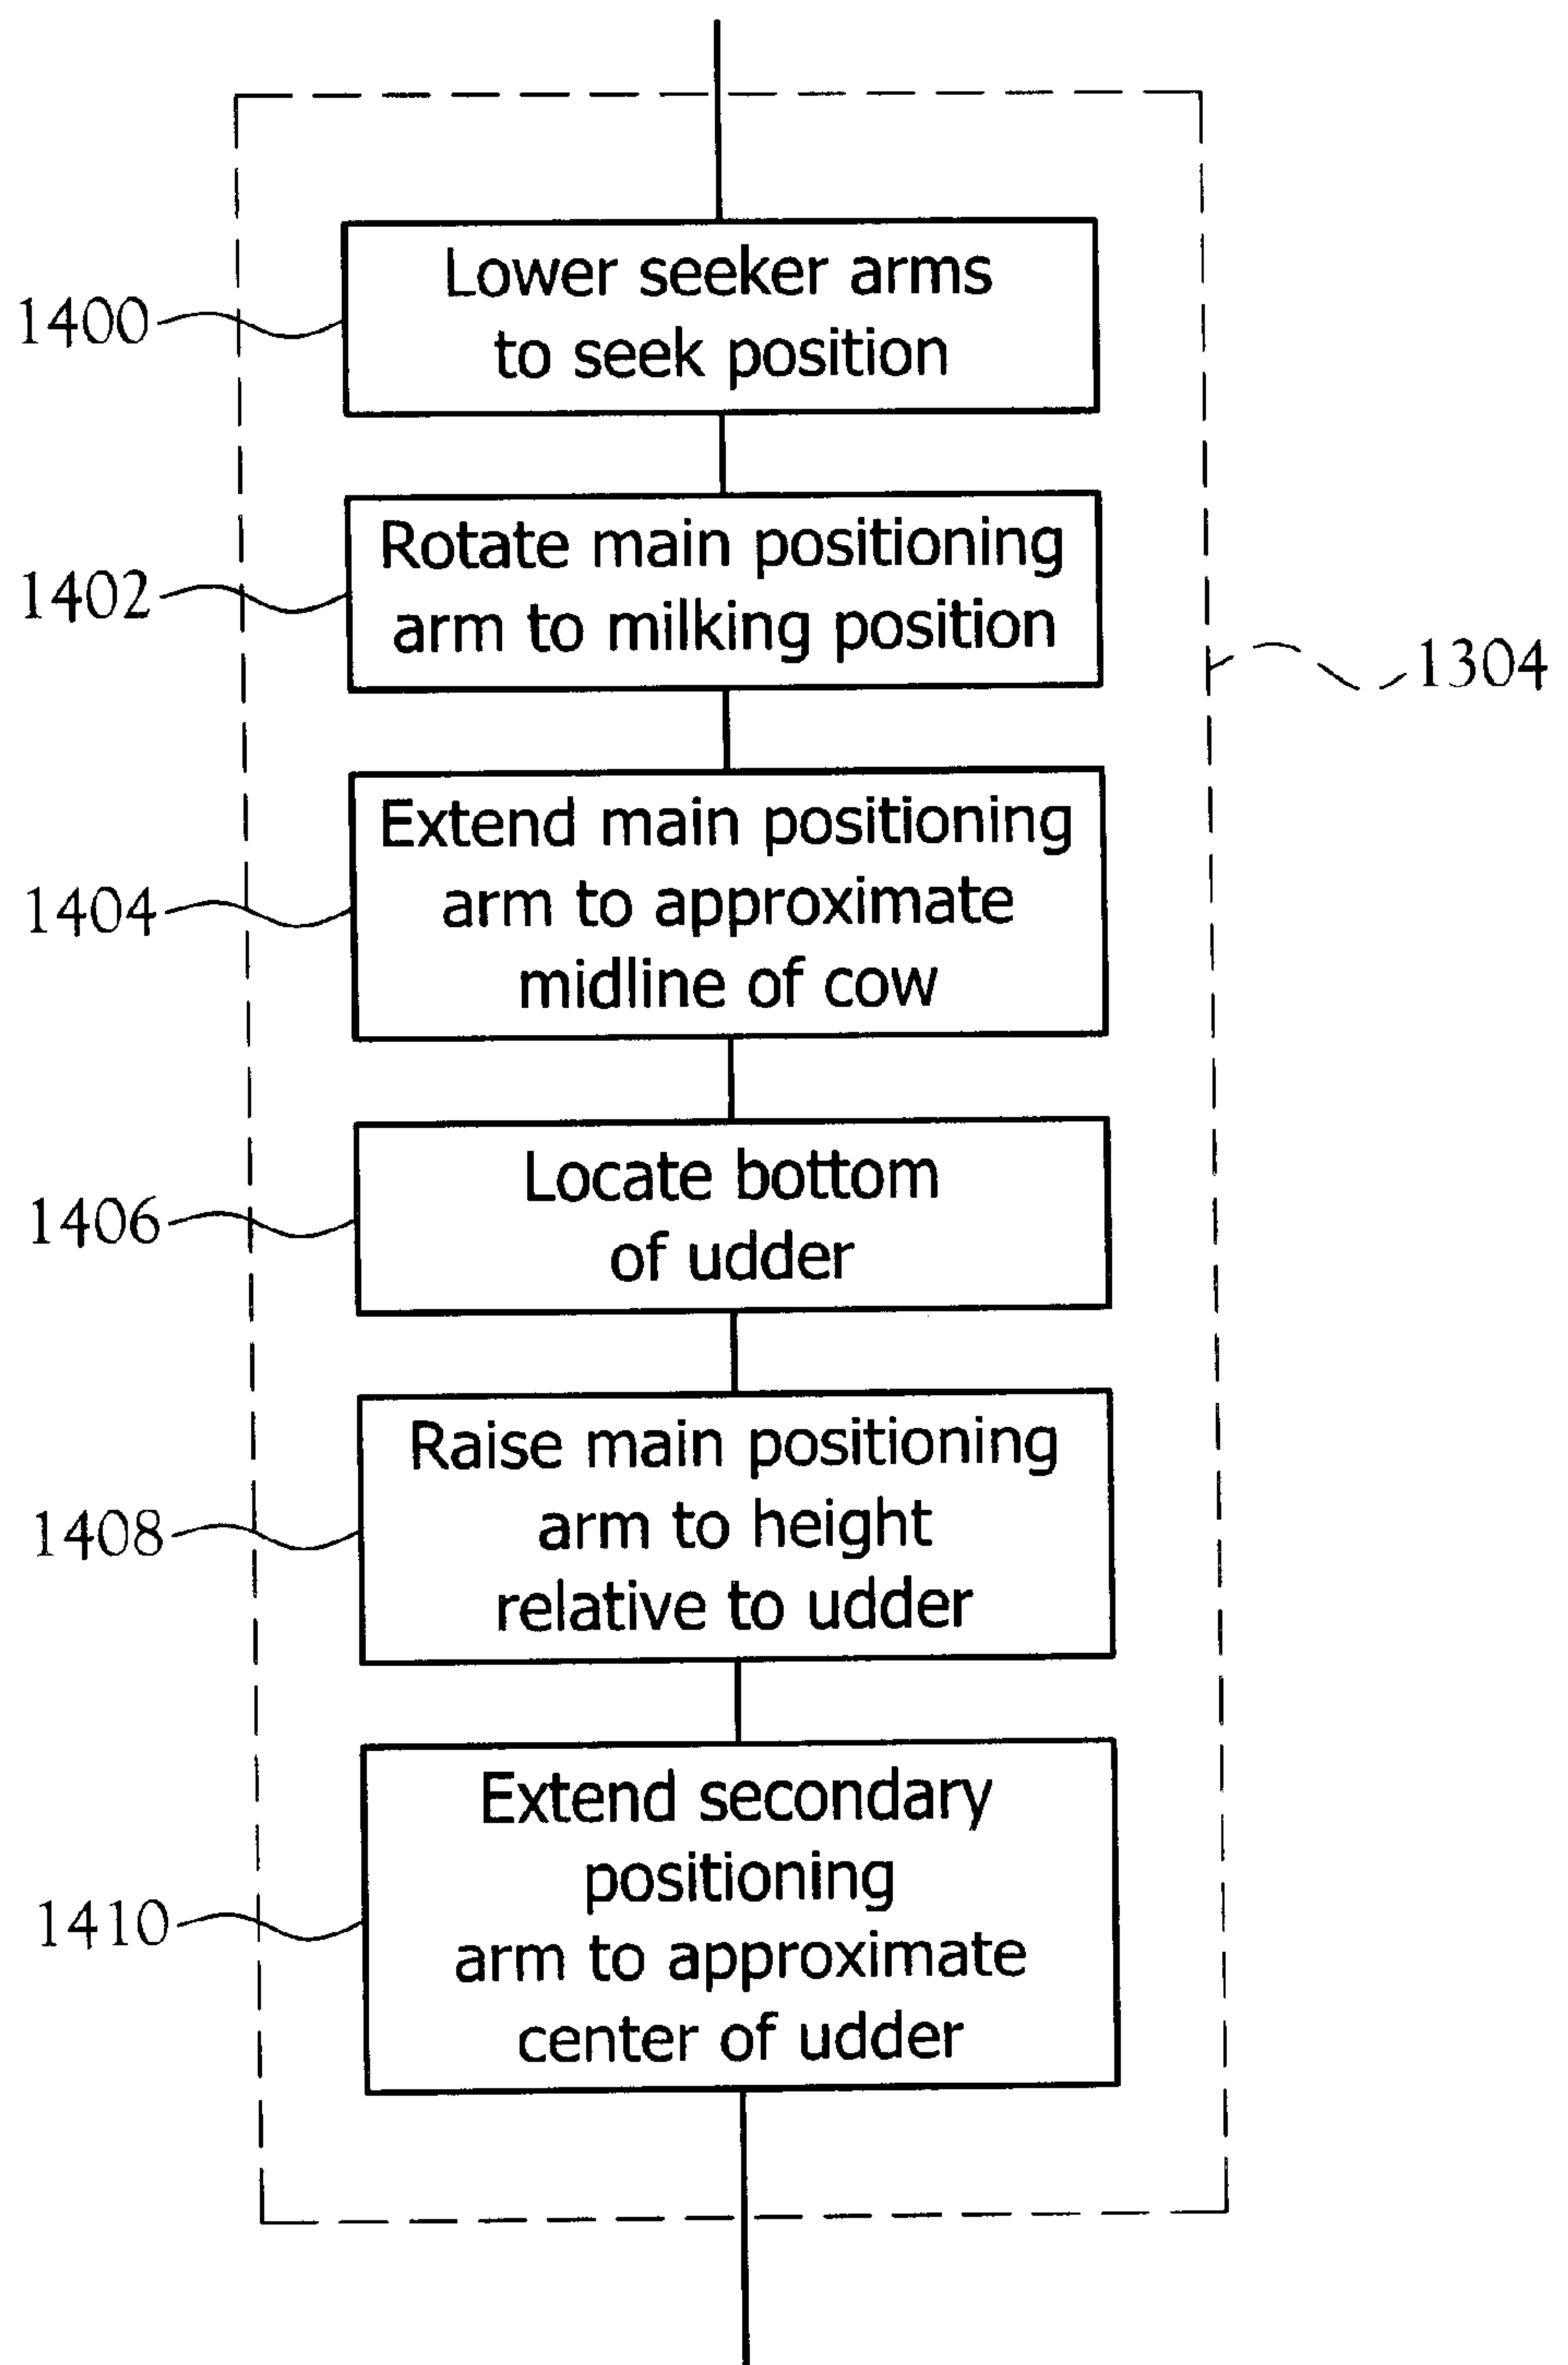 1400
Lower seeker arms
to seek position
1402
Rotate main positioning
arm to milking position
1304
1404
Extend main positioning
arm to approximate
midline of cow
1406
Locate bottom
of udder
1408
Raise main positioning
arm to height
relative to udder
1410
Extend secondary
positioning
arm to approximate
center of udder